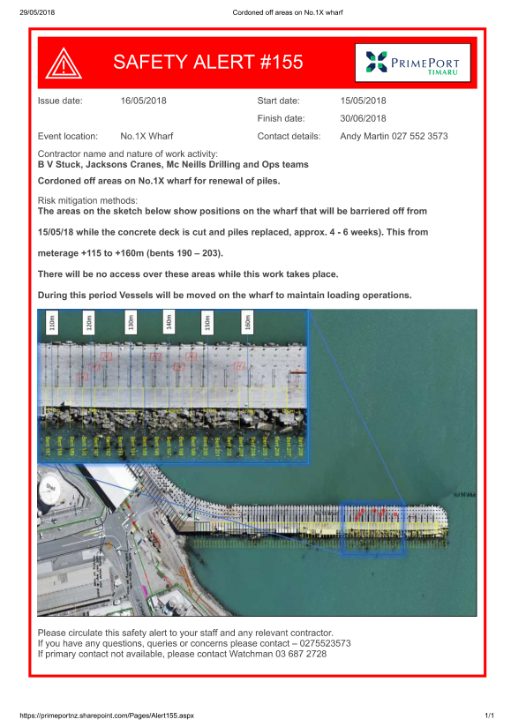 29/05/2018
Cordoned off areas on No.1X wharf
SAFETY ALERT #155
PRIMEPORT
TIMARU
Issue date: 16/05/2018 Start date: 15/05/2018
Finish date: 30/06/2018
Event location: No.1X Wharf Contact details: Andy Martin 027 552 3573
Contractor name and nature of work activity:
B V Stuck, Jacksons Cranes, Mc Neills Drilling and Ops teams
Cordoned off areas on No.1X wharf for renewal of piles.
Risk mitigation methods:
The areas on the sketch below show positions on the wharf that will be barriered off from
15/05/18 while the concrete deck is cut and piles replaced, approx. 4 - 6 weeks). This from
meterage +115 to +160m (bents 190 – 203).
There will be no access over these areas while this work takes place.
During this period Vessels will be moved on the wharf to maintain loading operations.
110m
120m
130m
140m
150m
160m
Please circulate this safety alert to your staff and any relevant contractor.
If you have any questions, queries or concerns please contact – 0275523573
If primary contact not available, please contact Watchman 03 687 2728
https://primeportnz.sharepoint.com/Pages/Alert155.aspx
1/1